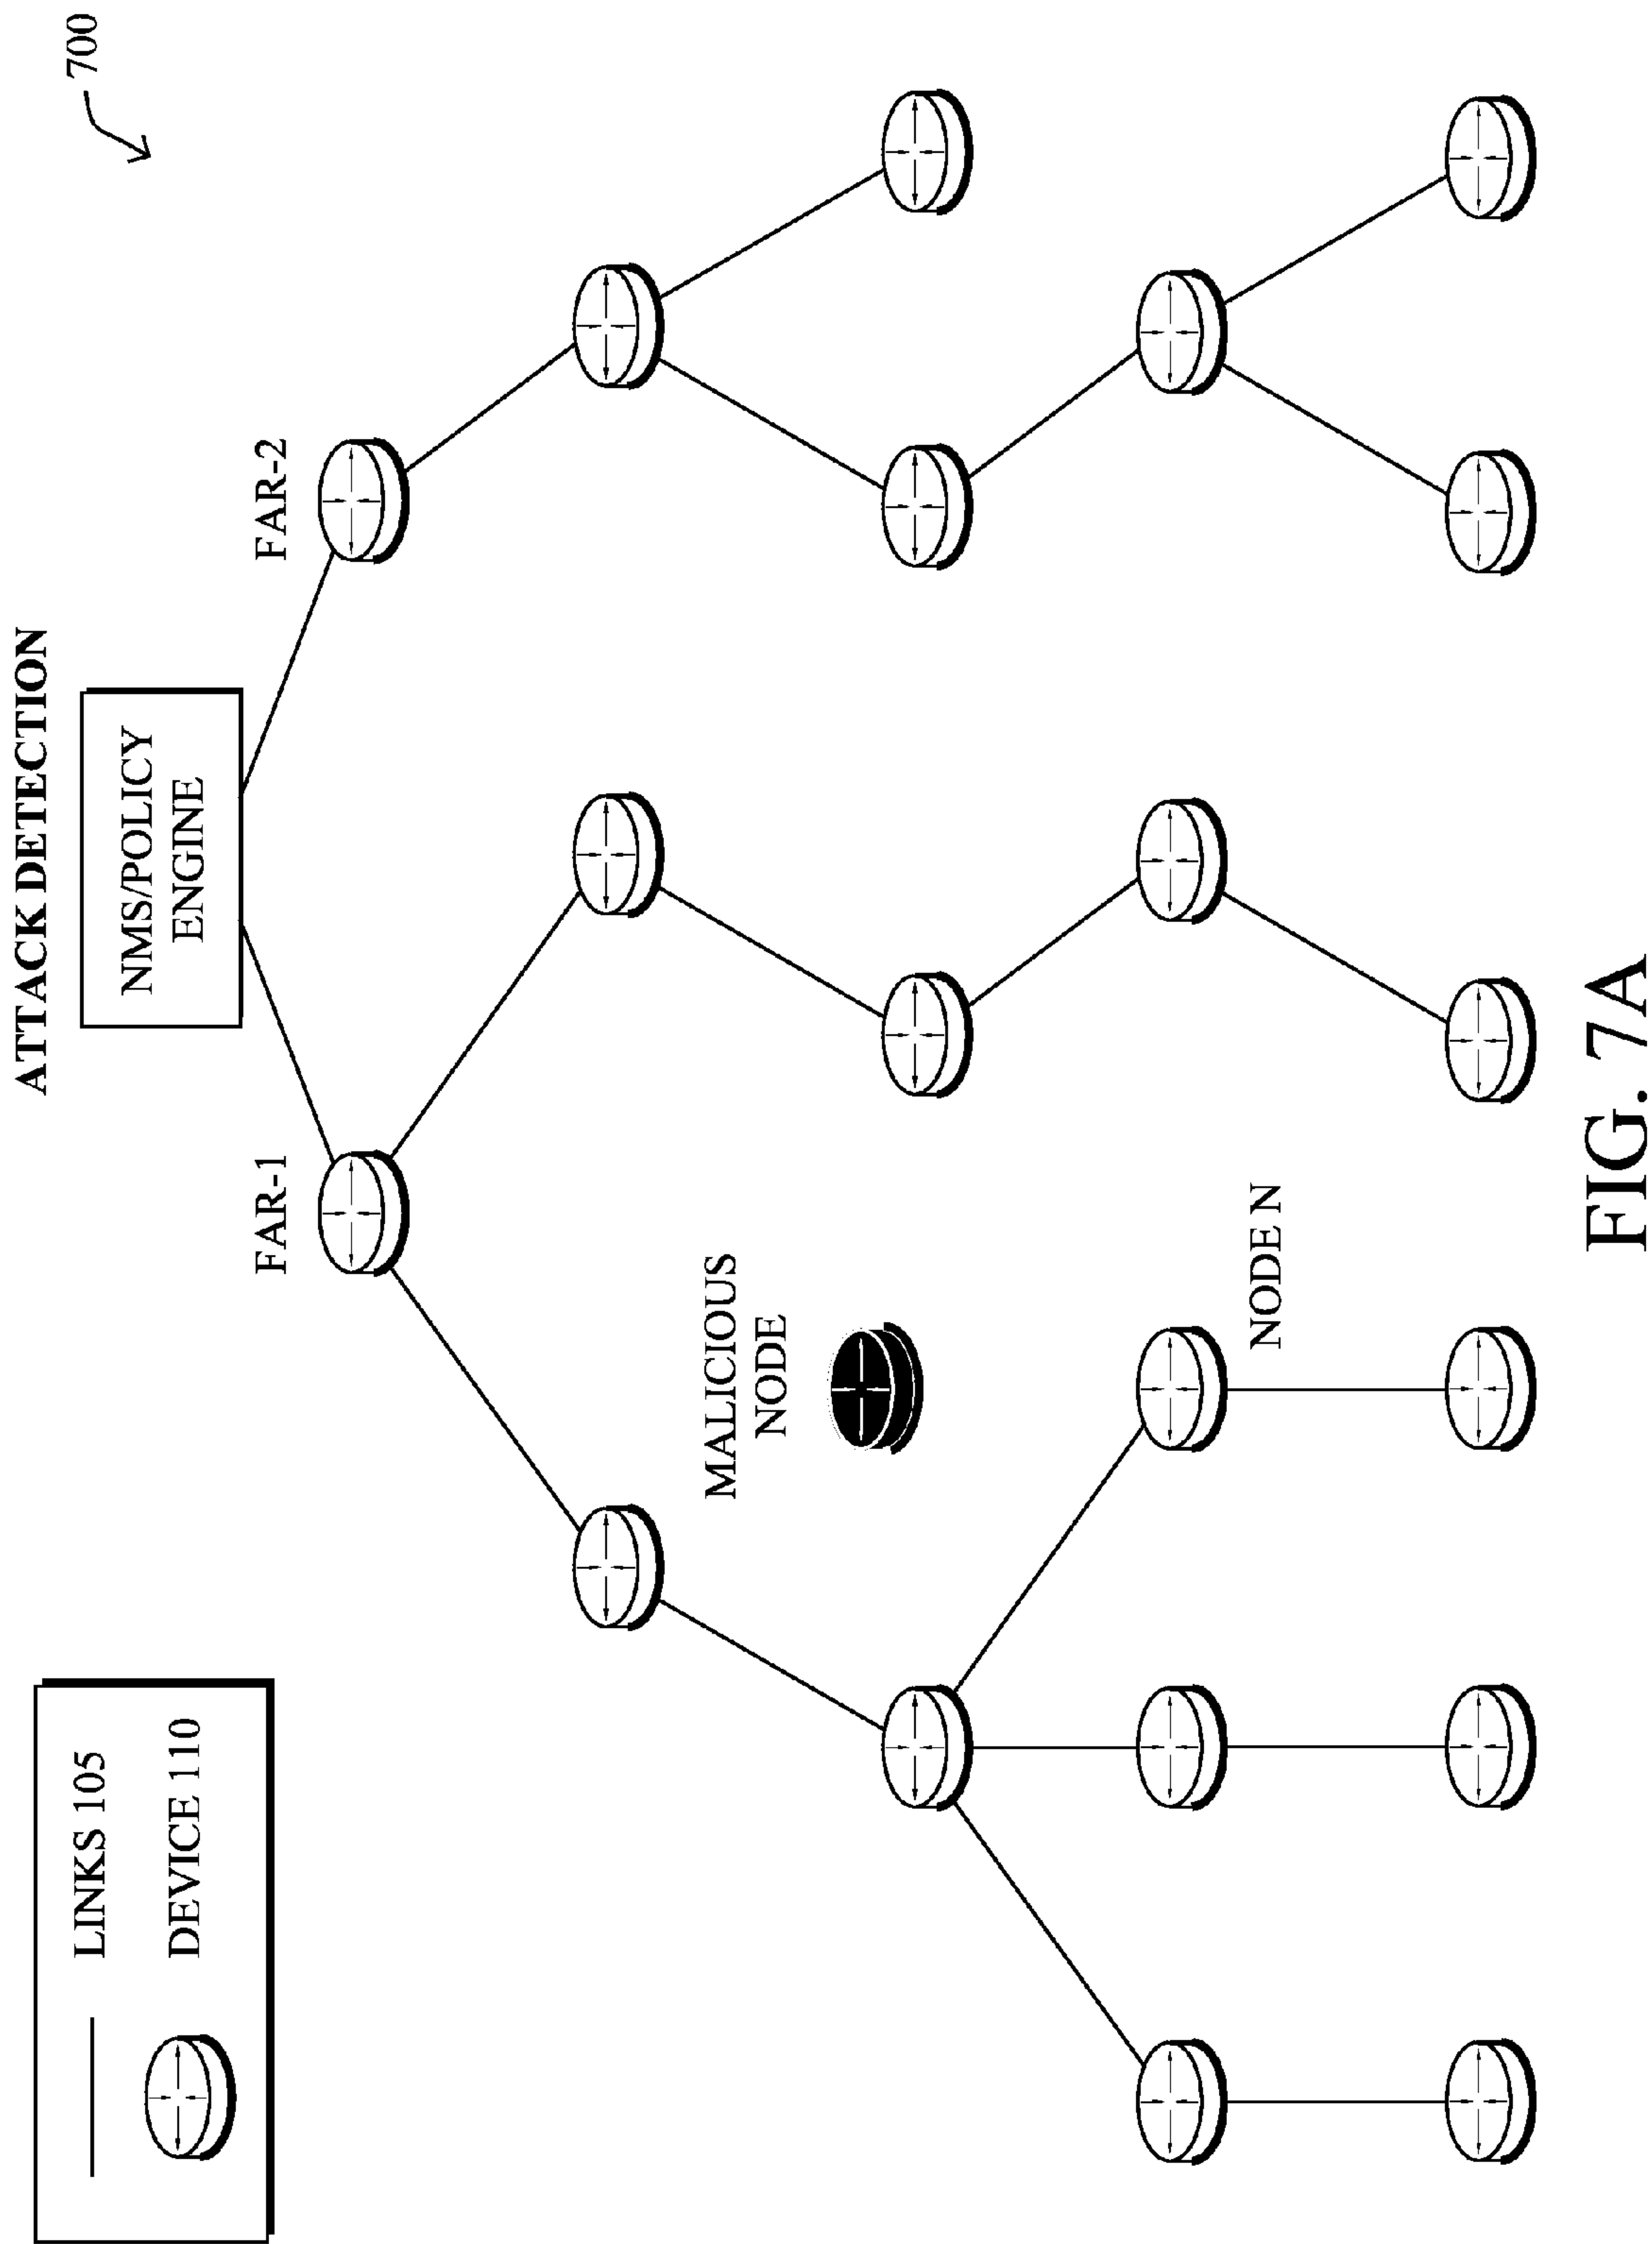 ATTACK DETECTION
700
LINKS 105
DEVICE 110
NMS/POLICY
ENGINE
FAR-1
FAR-2
MALICIOUS
NODE
NODE N
FIG. 7A